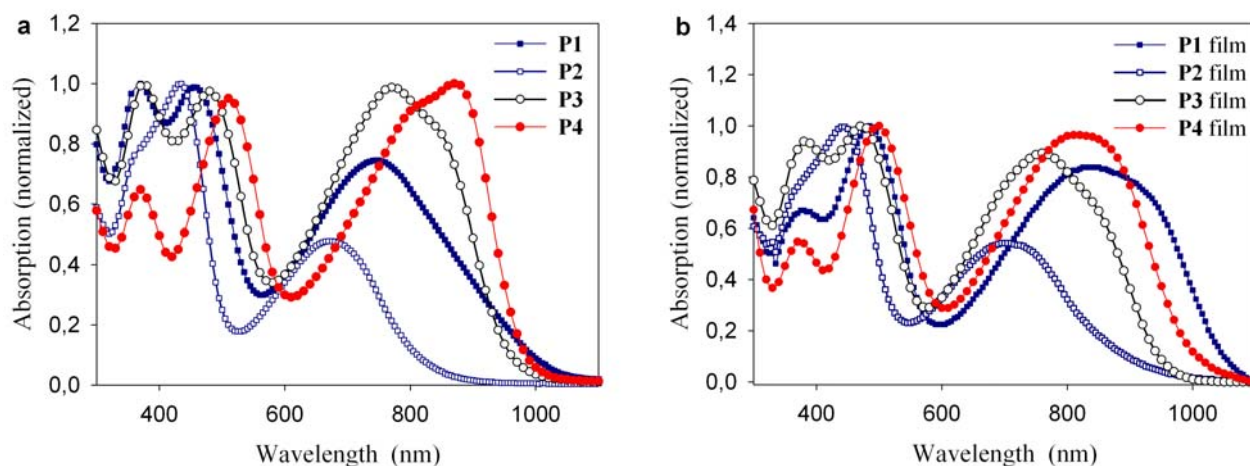 a
1,2
1,0
0,8
0,6
0,4
0,2
0,0
Absorption (normalized)
400
600
800
1000
Wavelength (nm)
P1
P2
P3
P4
b
1,4
1,2
1,0
0,8
0,6
0,4
0,2
0,0
Absorption (normalized)
400
600
800
1000
Wavelength (nm)
P1 film
P2 film
P3 film
P4 film